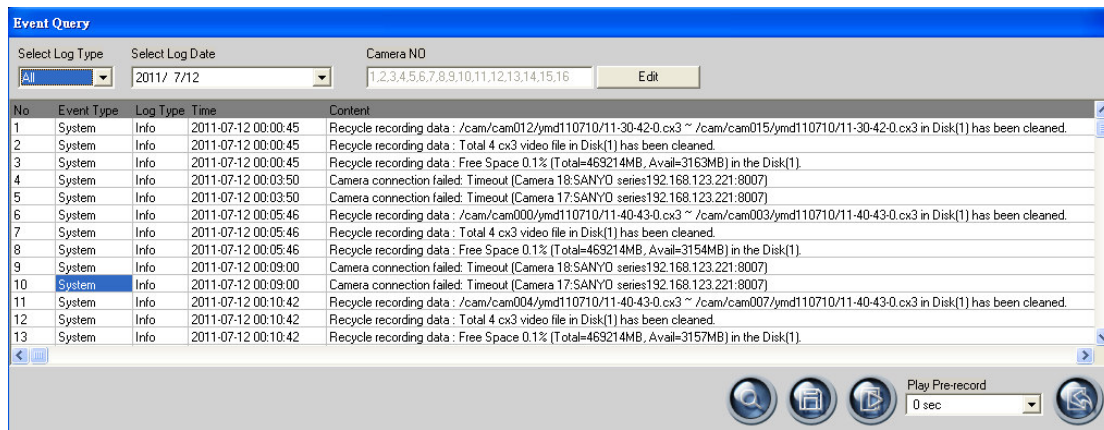 Event Query
Select Log Type Select Log Date Camera NO
All 2011/ 7/12 1,2,3,4,5,6,7,8,9,10,11,12,13,14,15,16 Edit
No Event Type Log Type Time Content
1 System Info 2011-07-12 00:00:45 Recycle recording data : /cam/cam012/ymd110710/11-30-42-0.cx3 ~ /cam/cam015/ymd110710/11-30-42-0.cx3 in Disk(1) has been cleaned.
2 System Info 2011-07-12 00:00:45 Recycle recording data : Total 4 cx3 video file in Disk(1) has been cleaned.
3 System Info 2011-07-12 00:00:45 Recycle recording data : Free Space 0.1% (Total=469214MB, Avail=3163MB) in the Disk(1).
4 System Info 2011-07-12 00:03:50 Camera connection failed: Timeout (Camera 18:SANYO series192.168.123.221:8007)
5 System Info 2011-07-12 00:03:50 Camera connection failed: Timeout (Camera 17:SANYO series192.168.123.221:8007)
6 System Info 2011-07-12 00:05:46 Recycle recording data : /cam/cam000/ymd110710/11-40-43-0.cx3 ~ /cam/cam003/ymd110710/11-40-43-0.cx3 in Disk(1) has been cleaned.
7 System Info 2011-07-12 00:05:46 Recycle recording data : Total 4 cx3 video file in Disk(1) has been cleaned.
8 System Info 2011-07-12 00:05:46 Recycle recording data : Free Space 0.1% (Total=469214MB, Avail=3154MB) in the Disk(1).
9 System Info 2011-07-12 00:09:00 Camera connection failed: Timeout (Camera 18:SANYO series192.168.123.221:8007)
10 System Info 2011-07-12 00:09:00 Camera connection failed: Timeout (Camera 17:SANYO series192.168.123.221:8007)
11 System Info 2011-07-12 00:10:42 Recycle recording data : /cam/cam004/ymd110710/11-40-43-0.cx3 ~ /cam/cam007/ymd110710/11-40-43-0.cx3 in Disk(1) has been cleaned.
12 System Info 2011-07-12 00:10:42 Recycle recording data : Total 4 cx3 video file in Disk(1) has been cleaned.
13 System Info 2011-07-12 00:10:42 Recycle recording data : Free Space 0.1% (Total=469214MB, Avail=3157MB) in the Disk(1).
Play Pre-record
0 sec